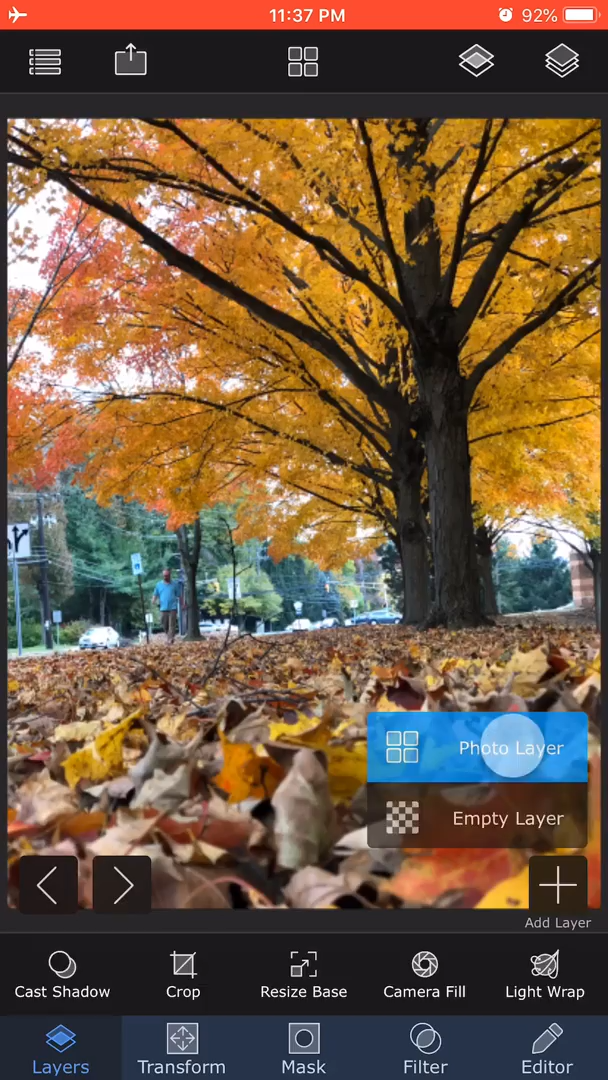 11:37 PM
92%
Photo Layer
Empty Layer
Add Layer
Cast Shadow
Crop
Resize Base
Camera Fill
Light Wrap
Layers
Transform
Mask
Filter
Editor